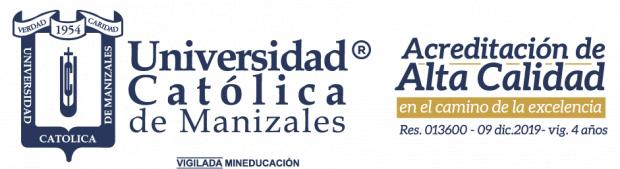 VERDAD 1954 CARIDAD
UNIVERSIDAD
CATOLICA
DE MANIZALES
Universidad®
Católica
de Manizales
VIGILADA MINEDUCACIÓN
Acreditación de
Alta Calidad
en el camino de la excelencia
Res. 013600 - 09 dic.2019- vig. 4 años